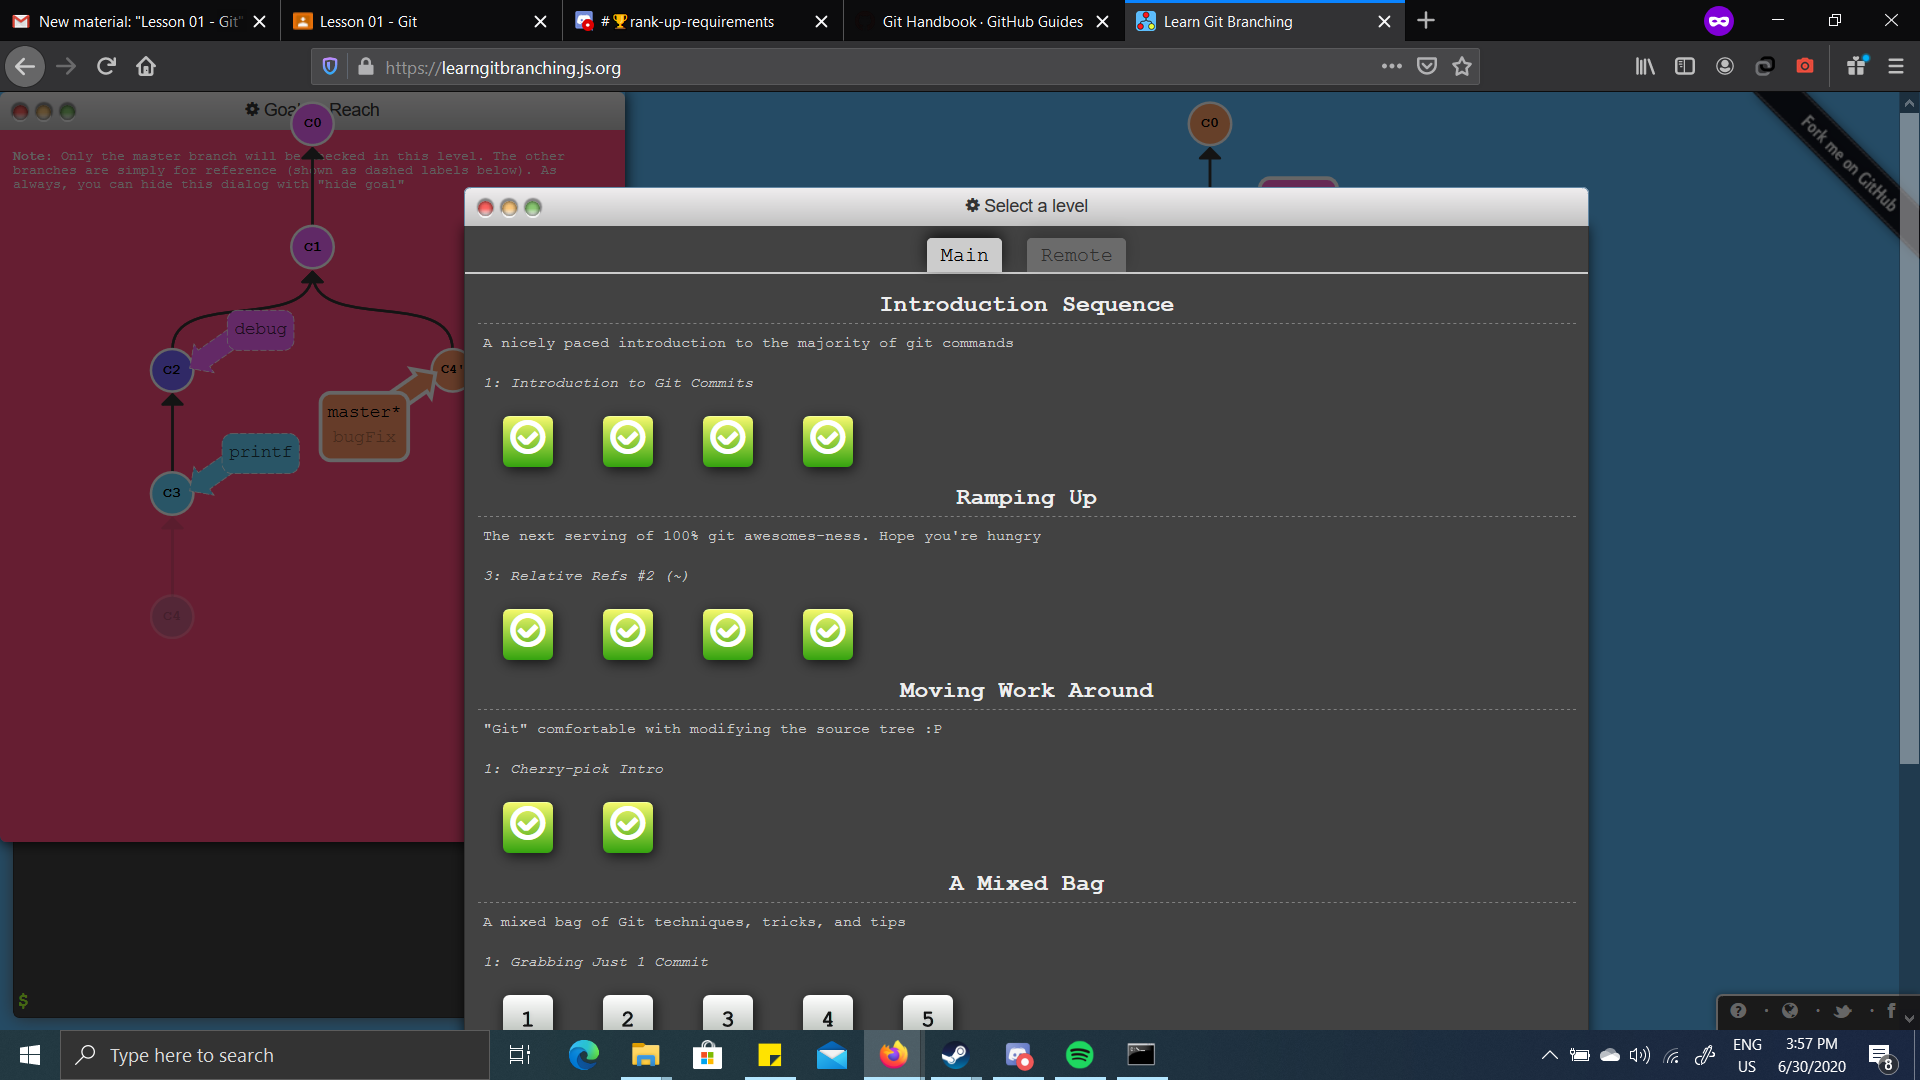 New material: "Lesson 01 - Git"
Lesson 01 - Git
#🏆rank-up-requirements
Git Handbook · GitHub Guides
Learn Git Branching
https://learngitbranching.js.org
Reach
C0
C0
Fork me on GitHub
Note: Only the master branch will be checked in this level. The other
branches are simply for reference (shown as dashed labels below). As
always, you can hide this dialog with "hide goal"
Select a level
Main
Remote
C1
Introduction Sequence
A nicely paced introduction to the majority of git commands
1: Introduction to Git Commits
debug
C2
C4'
master*
bugFix
printf
C3
Ramping Up
The next serving of 100% git awesomes-ness. Hope you're hungry
3: Relative Refs #2 (~)
C4
Moving Work Around
"Git" comfortable with modifying the source tree :P
1: Cherry-pick Intro
A Mixed Bag
A mixed bag of Git techniques, tricks, and tips
1: Grabbing Just 1 Commit
1 2 3 4 5
$
Type here to search
ENG
US
3:57 PM
6/30/2020
8